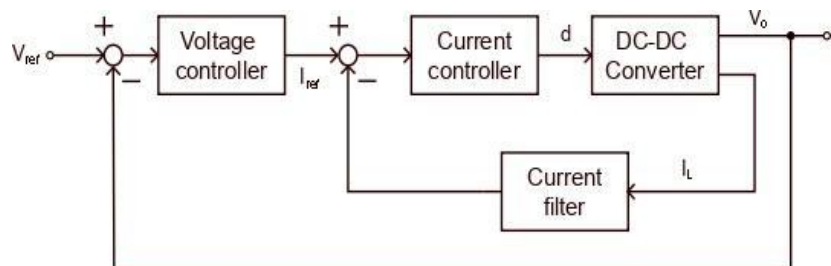 V_ref
+
−
Voltage
controller
I_ref
+
−
Current
controller
d
DC-DC
Converter
V_o
I_L
Current
filter